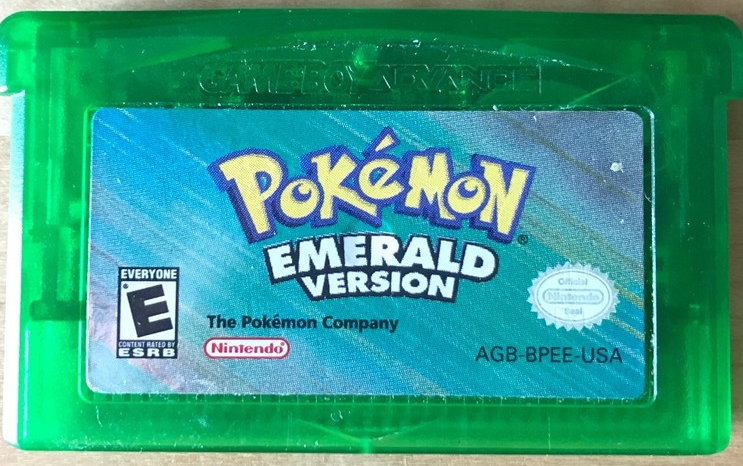 GAME BOY ADVANCE
POKéMON®
EMERALD
VERSION
EVERYONE
E
CONTENT RATED BY
ESRB
The Pokémon Company
Nintendo®
Official
Nintendo
Seal
AGB-BPEE-USA